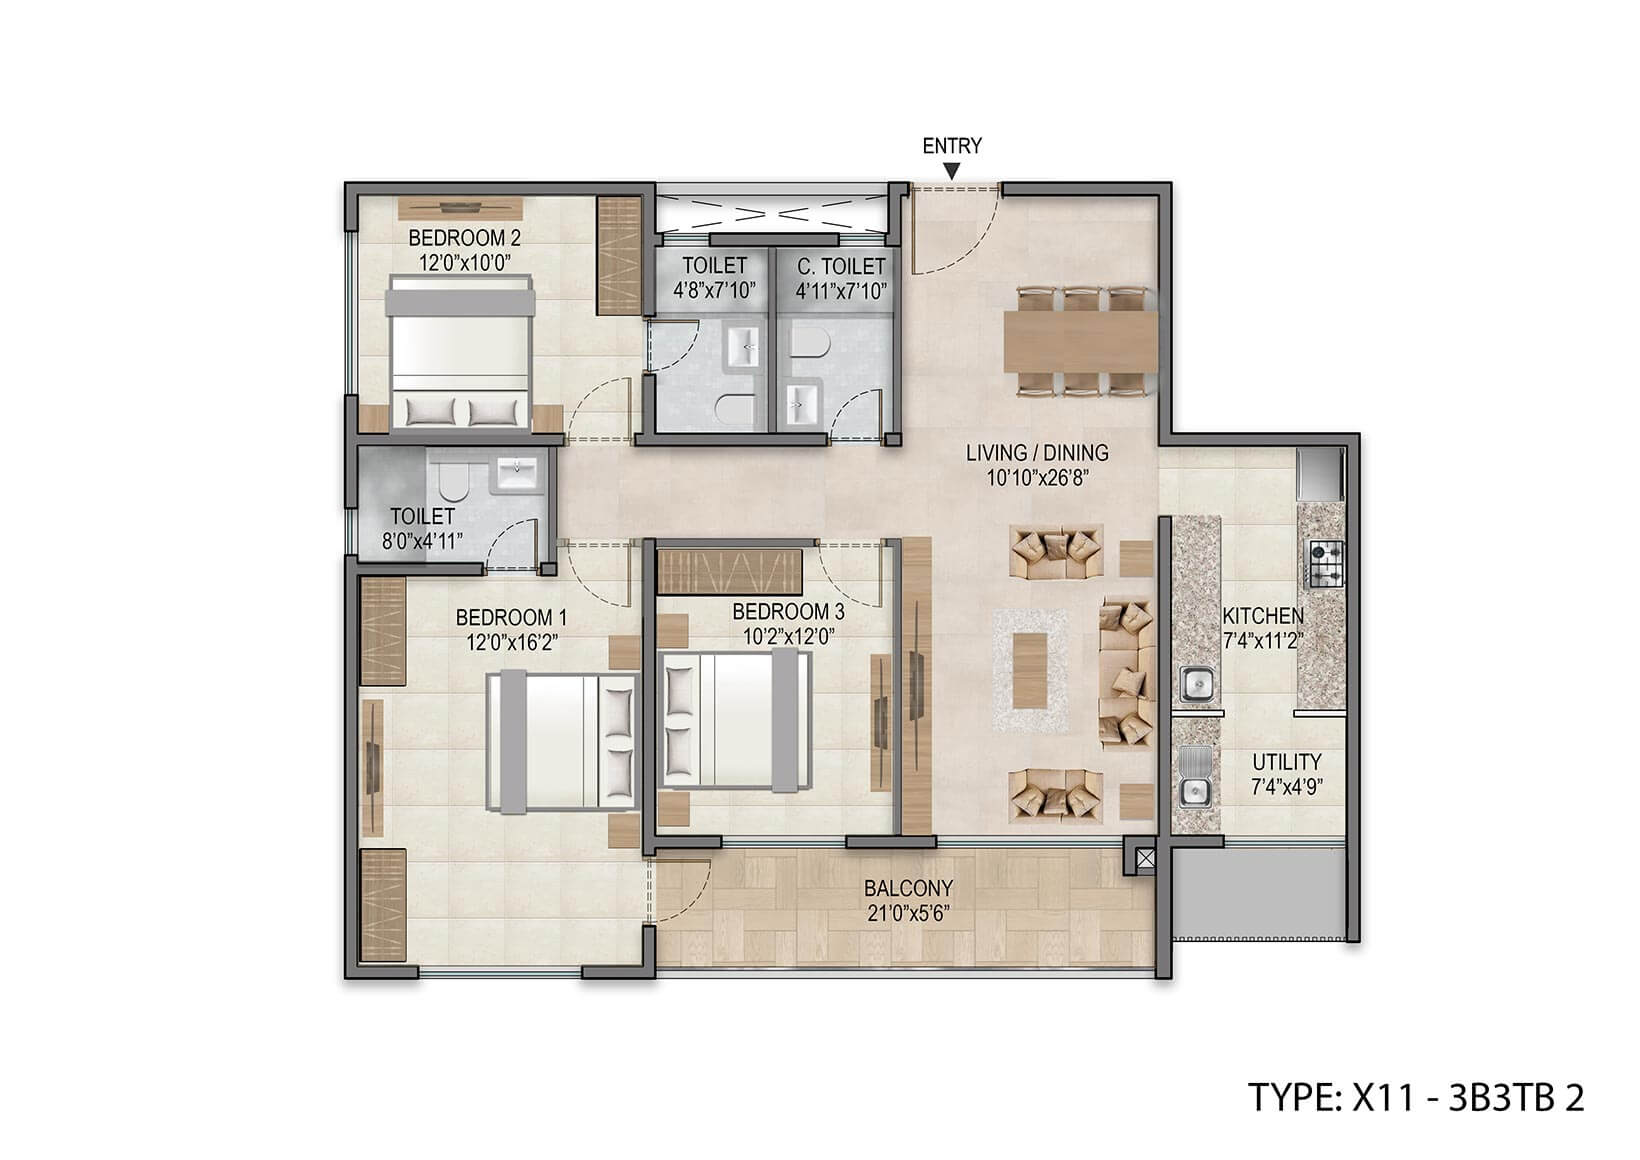 ENTRY
BEDROOM 2
12’0”x10’0”
TOILET
4’8”x7’10”
C. TOILET
4’11”x7’10”
LIVING / DINING
10’10”x26’8”
TOILET
8’0”x4’11”
BEDROOM 1
12’0”x16’2”
BEDROOM 3
10’2”x12’0”
KITCHEN
7’4”x11’2”
UTILITY
7’4”x4’9”
BALCONY
21’0”x5’6”
TYPE: X11 - 3B3TB 2